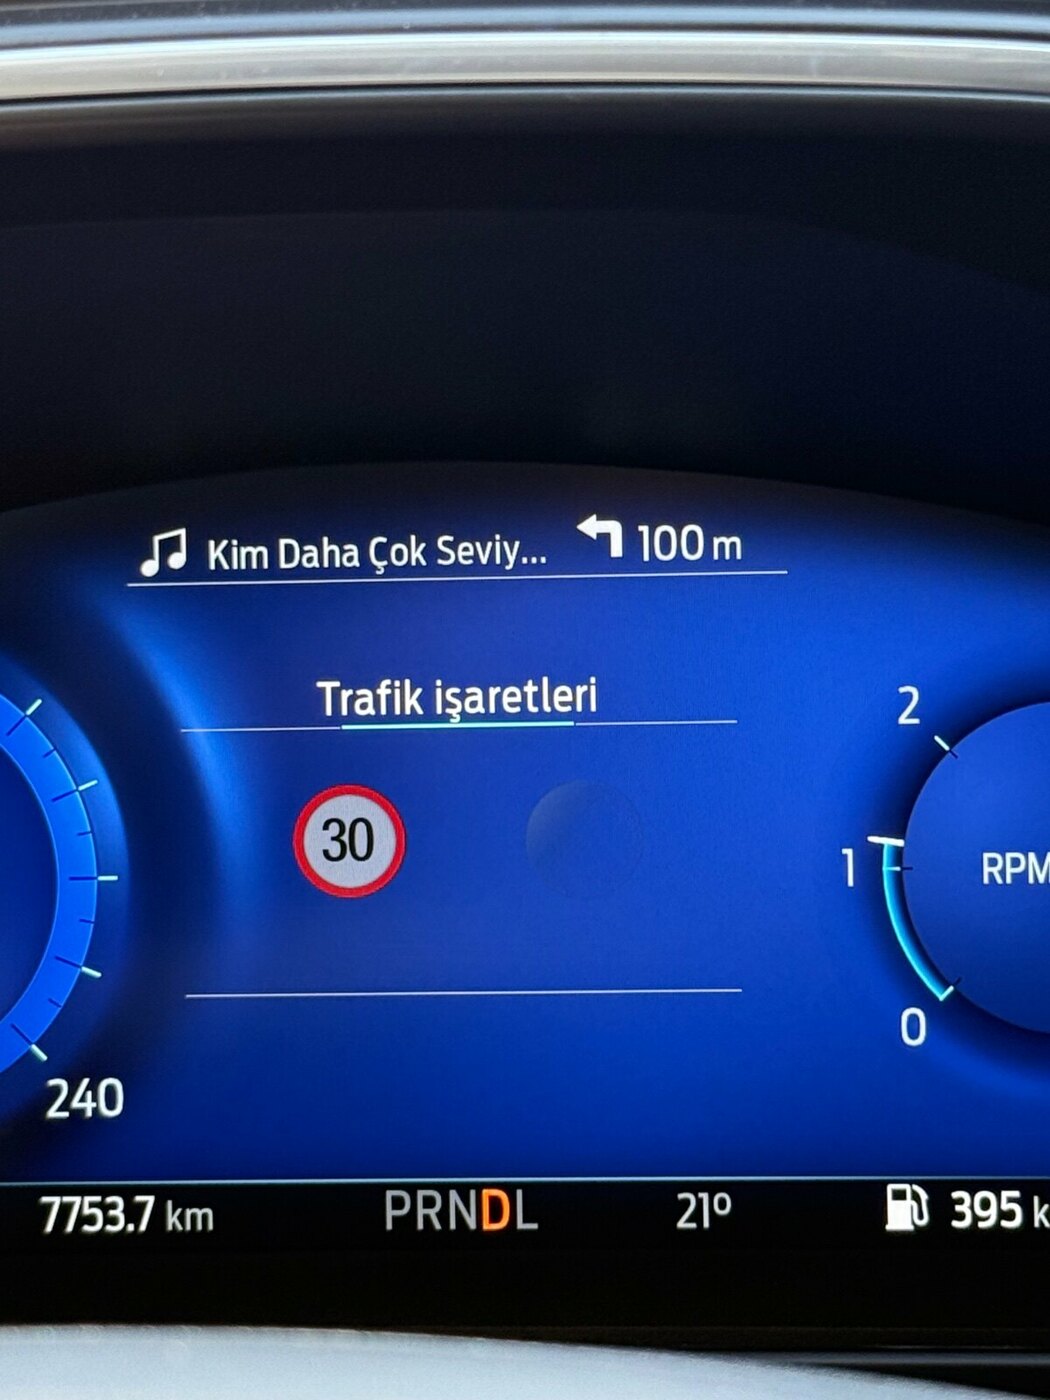 Kim Daha Çok Seviy... 100 m
Trafik işaretleri
30
2
1
RPM
0
240
7753.7 km PRNDL 21° 395 k